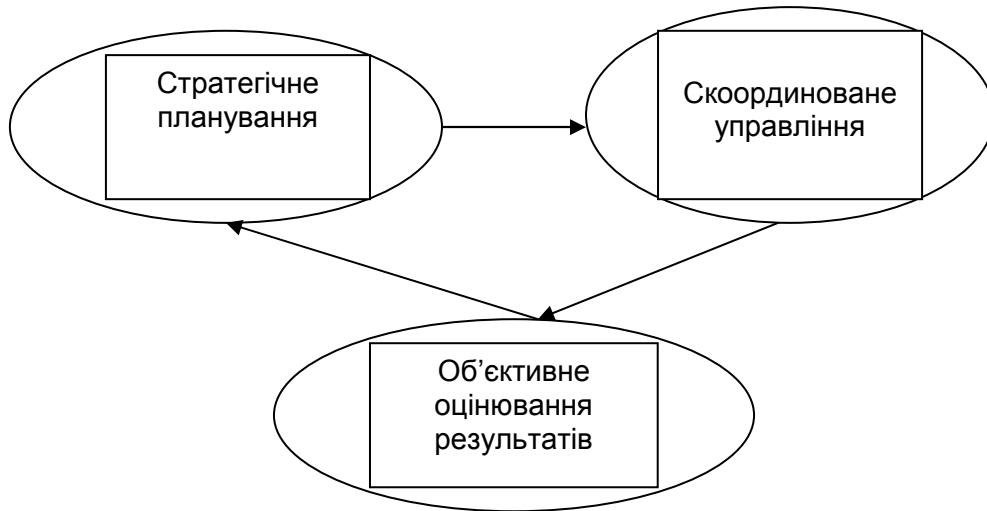 Стратегічне
планування
Скоординоване
управління
Об’єктивне
оцінювання
результатів